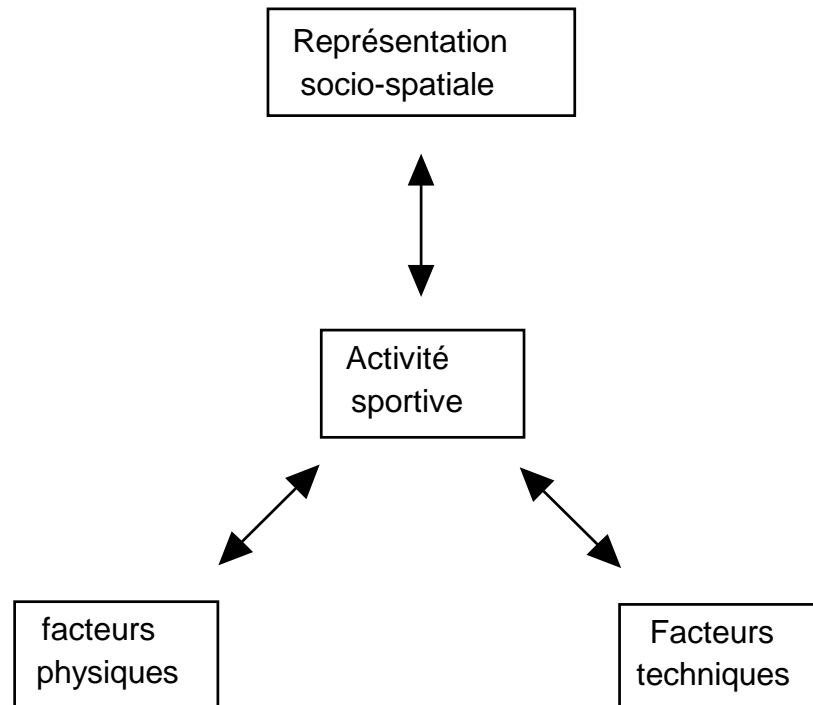 Représentation
socio-spatiale
Activité
sportive
facteurs
physiques
Facteurs
techniques